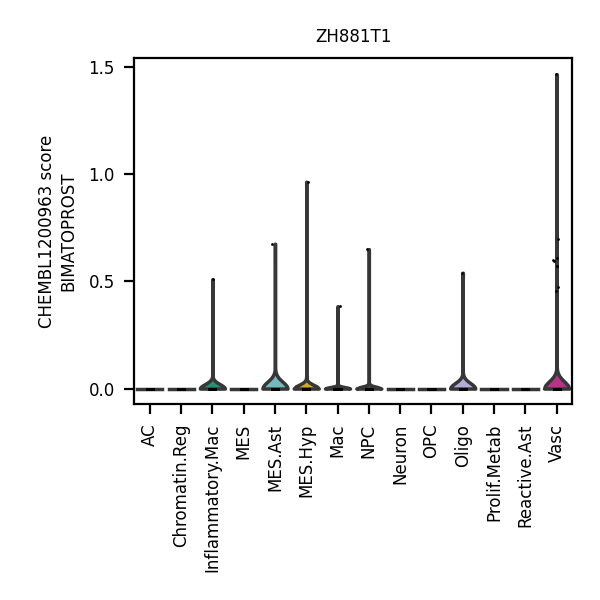 ZH881T1
CHEMBL1200963 score
BIMATOPROST
1.5
1.0
0.5
0.0
AC
Chromatin.Reg
Inflammatory.Mac
MES
MES.Ast
MES.Hyp
Mac
NPC
Neuron
OPC
Oligo
Prolif.Metab
Reactive.Ast
Vasc